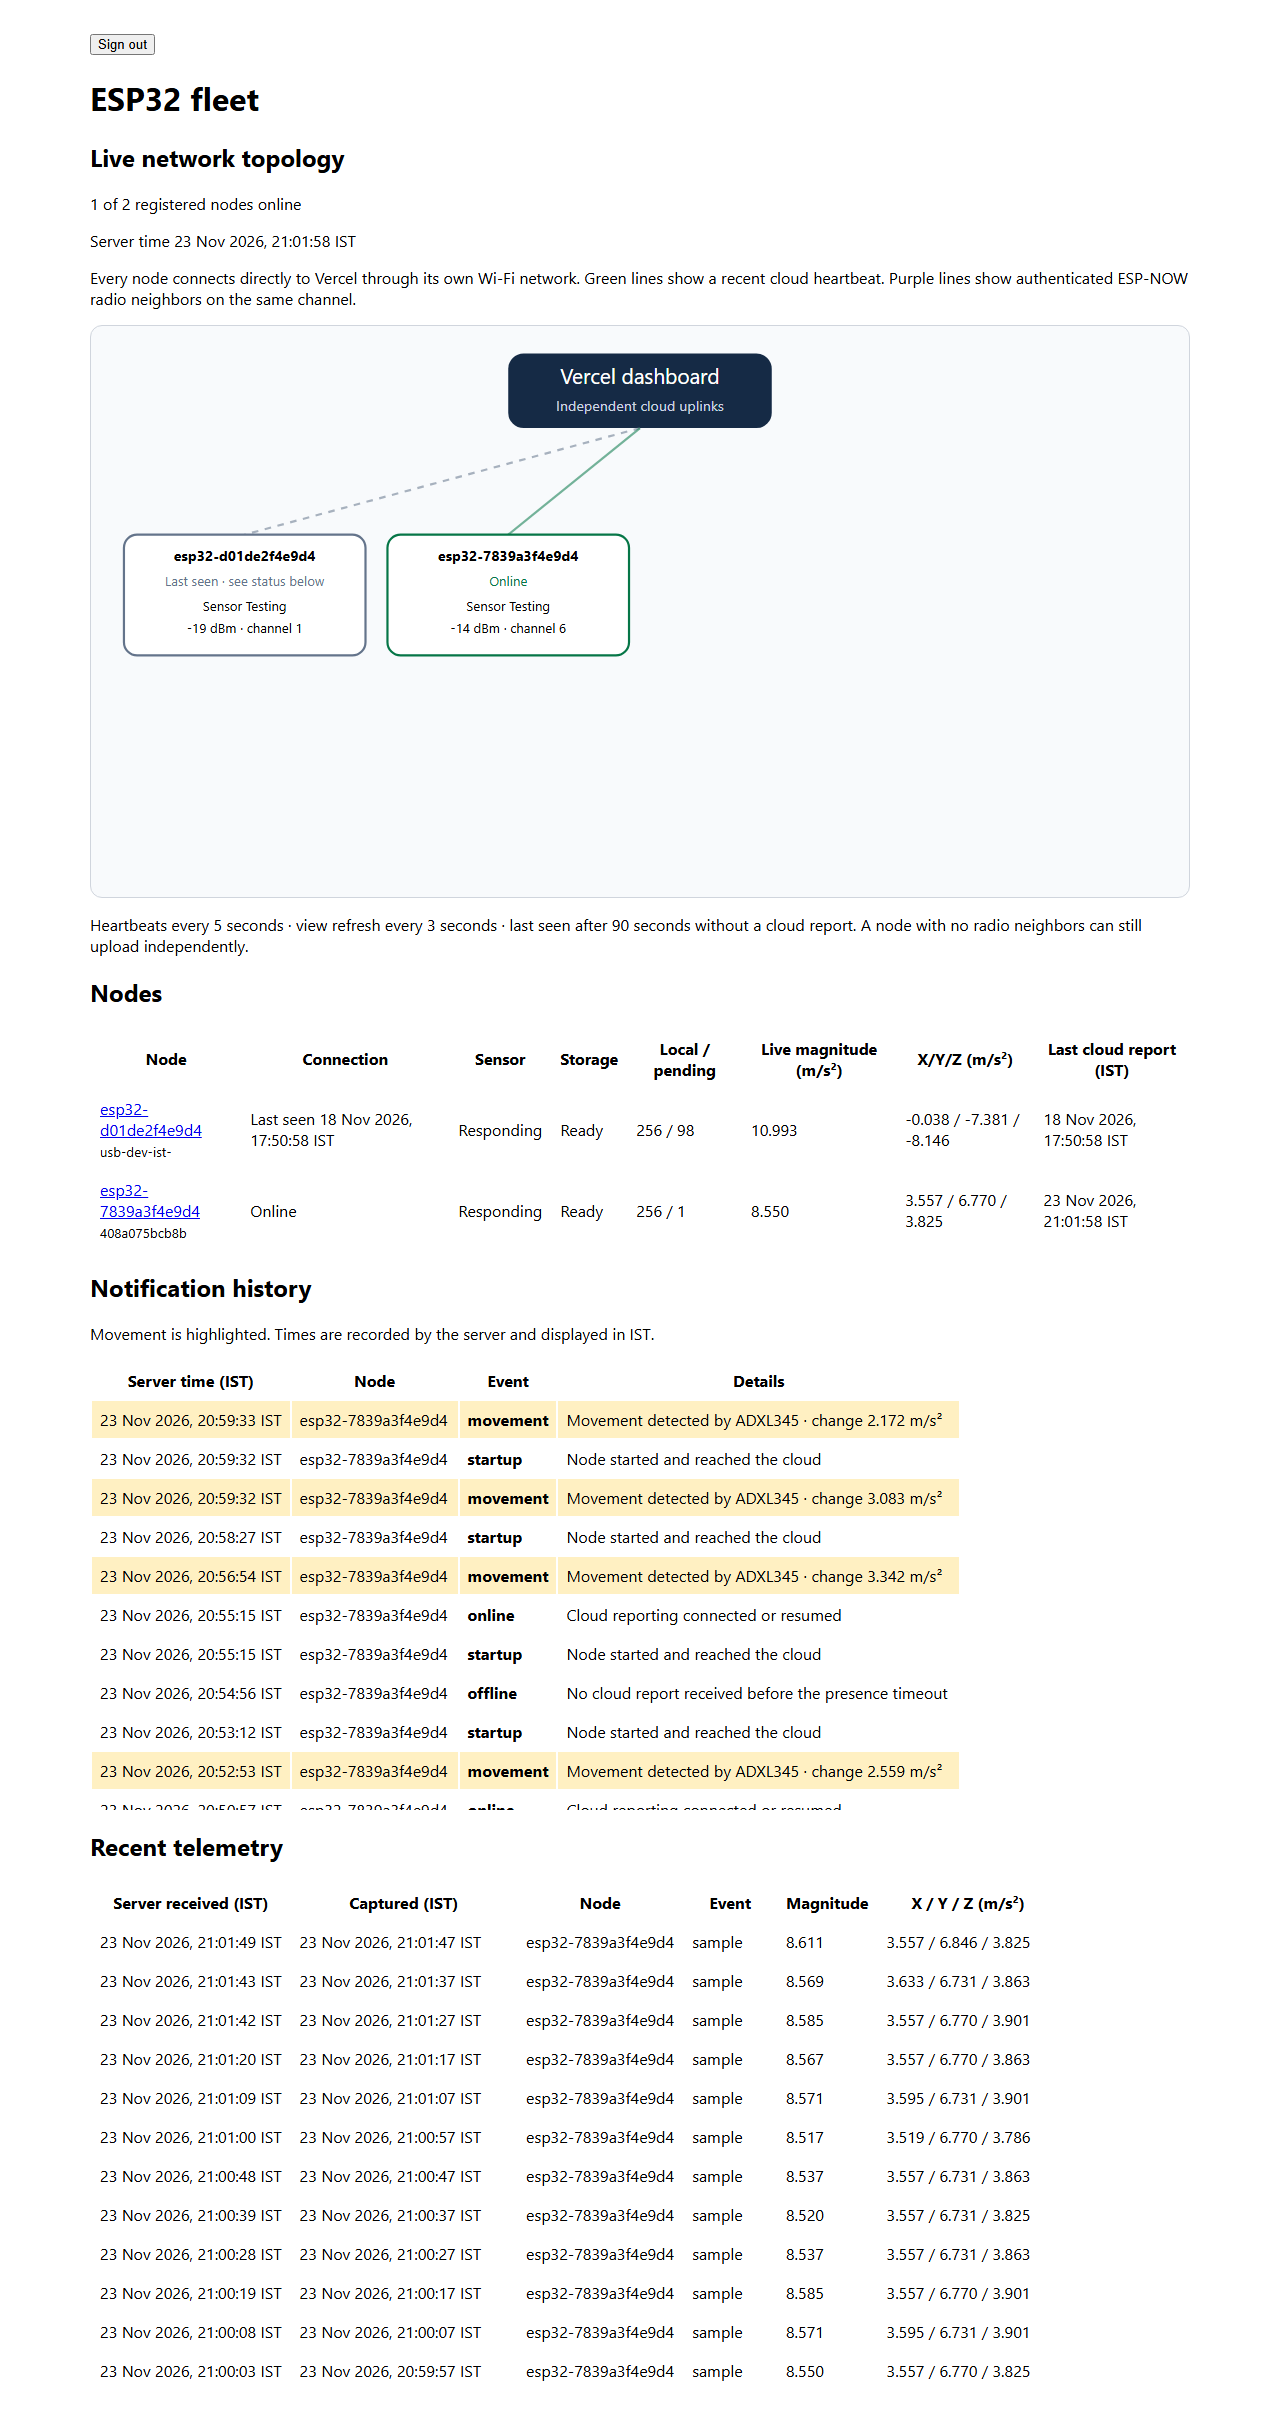 Sign out
ESP32 fleet
Live network topology
1 of 2 registered nodes online
Server time 23 Nov 2026, 21:01:58 IST
Every node connects directly to Vercel through its own Wi-Fi network. Green lines show a recent cloud heartbeat. Purple lines show authenticated ESP-NOW
radio neighbors on the same channel.
Vercel dashboard
Independent cloud uplinks
esp32-d01de2f4e9d4
Last seen · see status below
Sensor Testing
-19 dBm · channel 1
esp32-7839a3f4e9d4
Online
Sensor Testing
-14 dBm · channel 6
Heartbeats every 5 seconds · view refresh every 3 seconds · last seen after 90 seconds without a cloud report. A node with no radio neighbors can still
upload independently.
Nodes
Node Connection Sensor Storage Local / pending Live magnitude (m/s²) X/Y/Z (m/s²) Last cloud report (IST)
esp32-d01de2f4e9d4 usb-dev-ist- Last seen 18 Nov 2026, 17:50:58 IST Responding Ready 256 / 98 10.993 -0.038 / -7.381 / -8.146 18 Nov 2026, 17:50:58 IST
esp32-7839a3f4e9d4 408a075bcb8b Online Responding Ready 256 / 1 8.550 3.557 / 6.770 / 3.825 23 Nov 2026, 21:01:58 IST
Notification history
Movement is highlighted. Times are recorded by the server and displayed in IST.
Server time (IST) Node Event Details
23 Nov 2026, 20:59:33 IST esp32-7839a3f4e9d4 movement Movement detected by ADXL345 · change 2.172 m/s²
23 Nov 2026, 20:59:32 IST esp32-7839a3f4e9d4 startup Node started and reached the cloud
23 Nov 2026, 20:59:32 IST esp32-7839a3f4e9d4 movement Movement detected by ADXL345 · change 3.083 m/s²
23 Nov 2026, 20:58:27 IST esp32-7839a3f4e9d4 startup Node started and reached the cloud
23 Nov 2026, 20:56:54 IST esp32-7839a3f4e9d4 movement Movement detected by ADXL345 · change 3.342 m/s²
23 Nov 2026, 20:55:15 IST esp32-7839a3f4e9d4 online Cloud reporting connected or resumed
23 Nov 2026, 20:55:15 IST esp32-7839a3f4e9d4 startup Node started and reached the cloud
23 Nov 2026, 20:54:56 IST esp32-7839a3f4e9d4 offline No cloud report received before the presence timeout
23 Nov 2026, 20:53:12 IST esp32-7839a3f4e9d4 startup Node started and reached the cloud
23 Nov 2026, 20:52:53 IST esp32-7839a3f4e9d4 movement Movement detected by ADXL345 · change 2.559 m/s²
23 Nov 2026, 20:50:57 IST esp32-7839a3f4e9d4 online Cloud reporting connected or resumed
Recent telemetry
Server received (IST) Captured (IST) Node Event Magnitude X / Y / Z (m/s²)
23 Nov 2026, 21:01:49 IST 23 Nov 2026, 21:01:47 IST esp32-7839a3f4e9d4 sample 8.611 3.557 / 6.846 / 3.825
23 Nov 2026, 21:01:43 IST 23 Nov 2026, 21:01:37 IST esp32-7839a3f4e9d4 sample 8.569 3.633 / 6.731 / 3.863
23 Nov 2026, 21:01:42 IST 23 Nov 2026, 21:01:27 IST esp32-7839a3f4e9d4 sample 8.585 3.557 / 6.770 / 3.901
23 Nov 2026, 21:01:20 IST 23 Nov 2026, 21:01:17 IST esp32-7839a3f4e9d4 sample 8.567 3.557 / 6.770 / 3.863
23 Nov 2026, 21:01:09 IST 23 Nov 2026, 21:01:07 IST esp32-7839a3f4e9d4 sample 8.571 3.595 / 6.731 / 3.901
23 Nov 2026, 21:01:00 IST 23 Nov 2026, 21:00:57 IST esp32-7839a3f4e9d4 sample 8.517 3.519 / 6.770 / 3.786
23 Nov 2026, 21:00:48 IST 23 Nov 2026, 21:00:47 IST esp32-7839a3f4e9d4 sample 8.537 3.557 / 6.731 / 3.863
23 Nov 2026, 21:00:39 IST 23 Nov 2026, 21:00:37 IST esp32-7839a3f4e9d4 sample 8.520 3.557 / 6.731 / 3.825
23 Nov 2026, 21:00:28 IST 23 Nov 2026, 21:00:27 IST esp32-7839a3f4e9d4 sample 8.537 3.557 / 6.731 / 3.863
23 Nov 2026, 21:00:19 IST 23 Nov 2026, 21:00:17 IST esp32-7839a3f4e9d4 sample 8.585 3.557 / 6.770 / 3.901
23 Nov 2026, 21:00:08 IST 23 Nov 2026, 21:00:07 IST esp32-7839a3f4e9d4 sample 8.571 3.595 / 6.731 / 3.901
23 Nov 2026, 21:00:03 IST 23 Nov 2026, 20:59:57 IST esp32-7839a3f4e9d4 sample 8.550 3.557 / 6.770 / 3.825